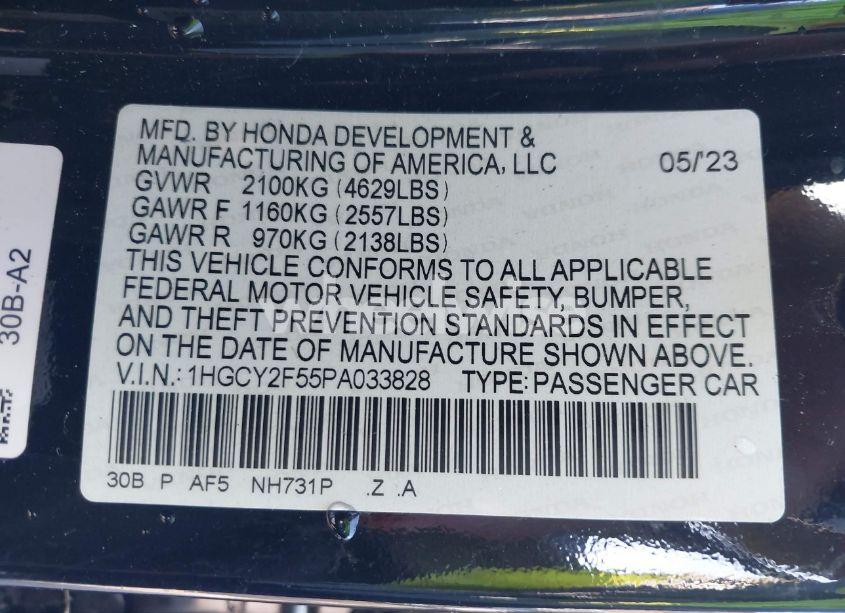 MFD. BY HONDA DEVELOPMENT &
MANUFACTURING OF AMERICA, LLC 05/'23
GVWR 2100KG (4629LBS)
GAWR F 1160KG (2557LBS)
GAWR R 970KG (2138LBS)
THIS VEHICLE CONFORMS TO ALL APPLICABLE
FEDERAL MOTOR VEHICLE SAFETY, BUMPER,
AND THEFT PREVENTION STANDARDS IN EFFECT
ON THE DATE OF MANUFACTURE SHOWN ABOVE.
V.I.N.: 1HGCY2F55PA033828 TYPE: PASSENGER CAR
30B P AF5 NH731P .Z .A
30B-A2